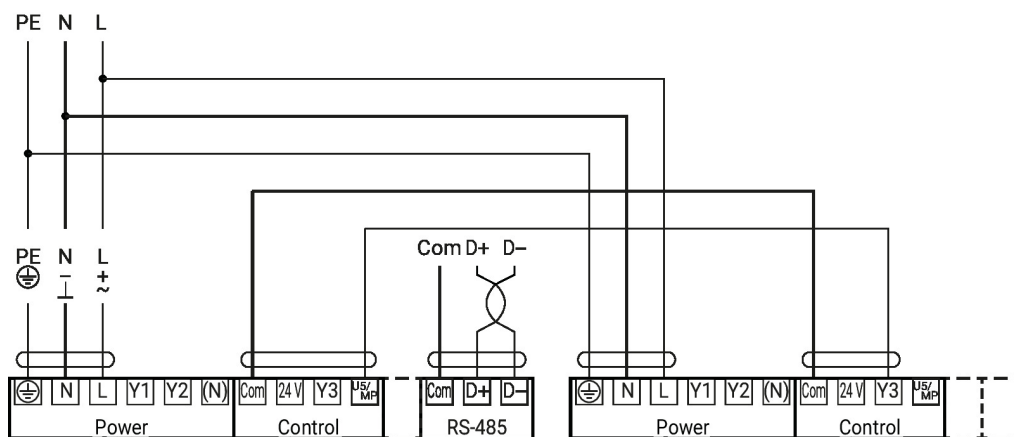 PE N L
Com D+ D–
PE N L
– +
~
N L Y1 Y2 (N) Com 24 V Y3 U5/MP Com D+ D– N L Y1 Y2 (N) Com 24 V Y3 U5/MP
Power Control RS-485 Power Control